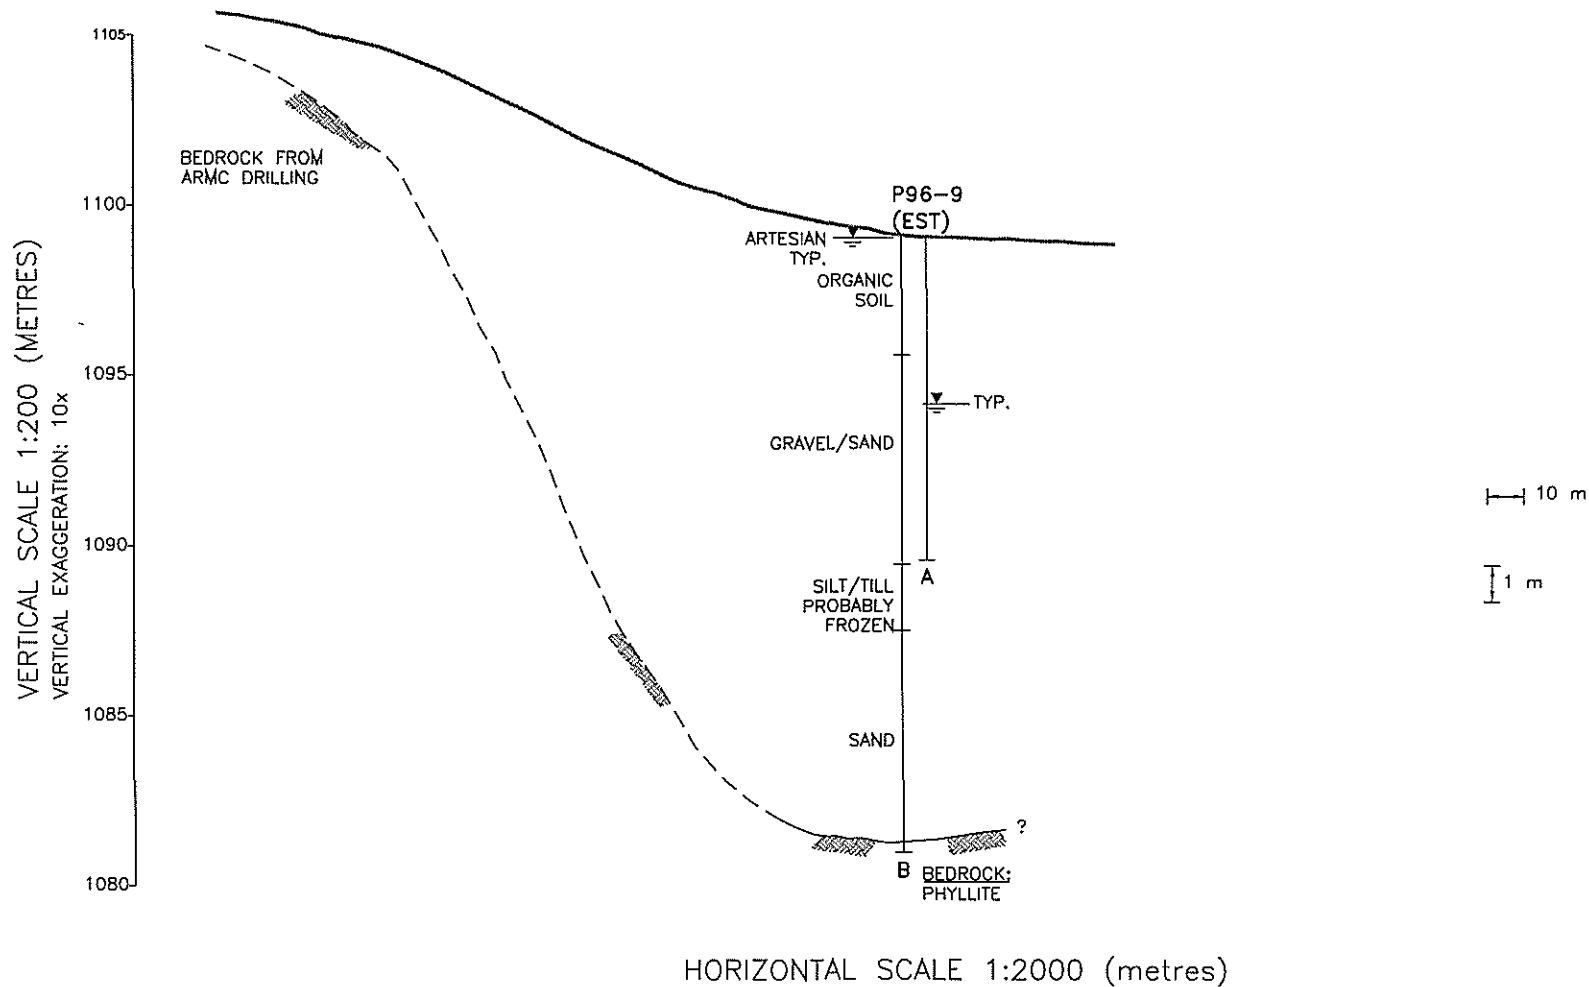 1105
BEDROCK FROM
ARMC DRILLING
1100
P96-9
(EST)
ARTESIAN
TYP.
ORGANIC
SOIL
1095
TYP.
GRAVEL/SAND
VERTICAL SCALE 1:200 (METRES)
VERTICAL EXAGGERATION: 10x
10 m
1090
A
SILT/TILL
PROBABLY
FROZEN
1 m
1085
SAND
?
1080
B
BEDROCK:
PHYLLITE
HORIZONTAL SCALE 1:2000 (metres)